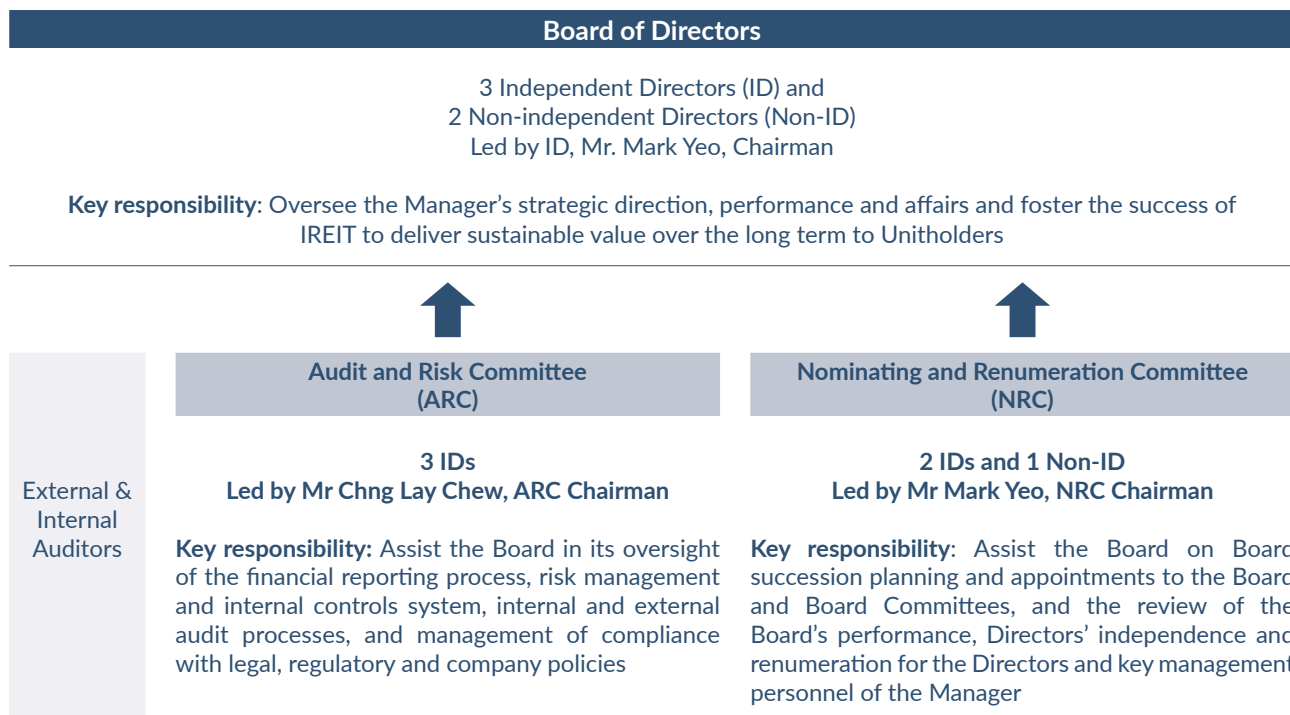 Board of Directors
3 Independent Directors (ID) and
2 Non-independent Directors (Non-ID)
Led by ID, Mr. Mark Yeo, Chairman
Key responsibility: Oversee the Manager’s strategic direction, performance and affairs and foster the success of
IREIT to deliver sustainable value over the long term to Unitholders
External &
Internal
Auditors
Audit and Risk Committee
(ARC)
3 IDs
Led by Mr Chng Lay Chew, ARC Chairman
Key responsibility: Assist the Board in its oversight
of the financial reporting process, risk management
and internal controls system, internal and external
audit processes, and management of compliance
with legal, regulatory and company policies
Nominating and Renumeration Committee
(NRC)
2 IDs and 1 Non-ID
Led by Mr Mark Yeo, NRC Chairman
Key responsibility: Assist the Board on Board
succession planning and appointments to the Board
and Board Committees, and the review of the
Board’s performance, Directors’ independence and
renumeration for the Directors and key management
personnel of the Manager